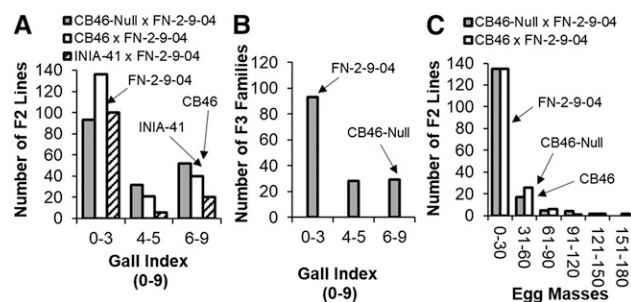 A
CB46-Null x FN-2-9-04
CB46 x FN-2-9-04
INIA-41 x FN-2-9-04
Number of F2 Lines
140
120
100
80
60
40
20
0
FN-2-9-04
CB46
INIA-41
0-3 4-5 6-9
Gall Index
(0-9)
B
Number of F3 Families
140
120
100
80
60
40
20
0
CB46-Null
0-3 4-5 6-9
Gall Index
(0-9)
C
CB46-Null x FN-2-9-04
CB46 x FN-2-9-04
Number of F2 Lines
140
120
100
80
60
40
20
0
FN-2-9-04
CB46-Null
CB46
0-30
31-60
61-90
91-120
121-150
151-180
Egg Masses